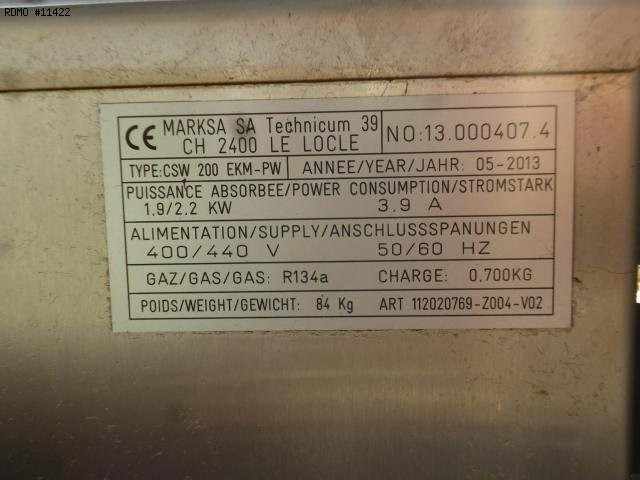 RDMO #11422
CE MARKSA SA Technicum 39
CH 2400 LE LOCLE
NO:13.000407.4
TYPE:CSW 200 EKM-PW
ANNEE/YEAR/JAHR: 05-2013
PUISSANCE ABSORBEE/POWER CONSUMPTION/STROMSTARK
1.9/2.2 KW 3.9 A
ALIMENTATION/SUPPLY/ANSCHLUSSSPANUNGEN
400/440 V 50/60 HZ
GAZ/GAS/GAS: R134a CHARGE: 0.700KG
POIDS/WEIGHT/GEWICHT: 84 Kg ART 112020769-Z004-V02